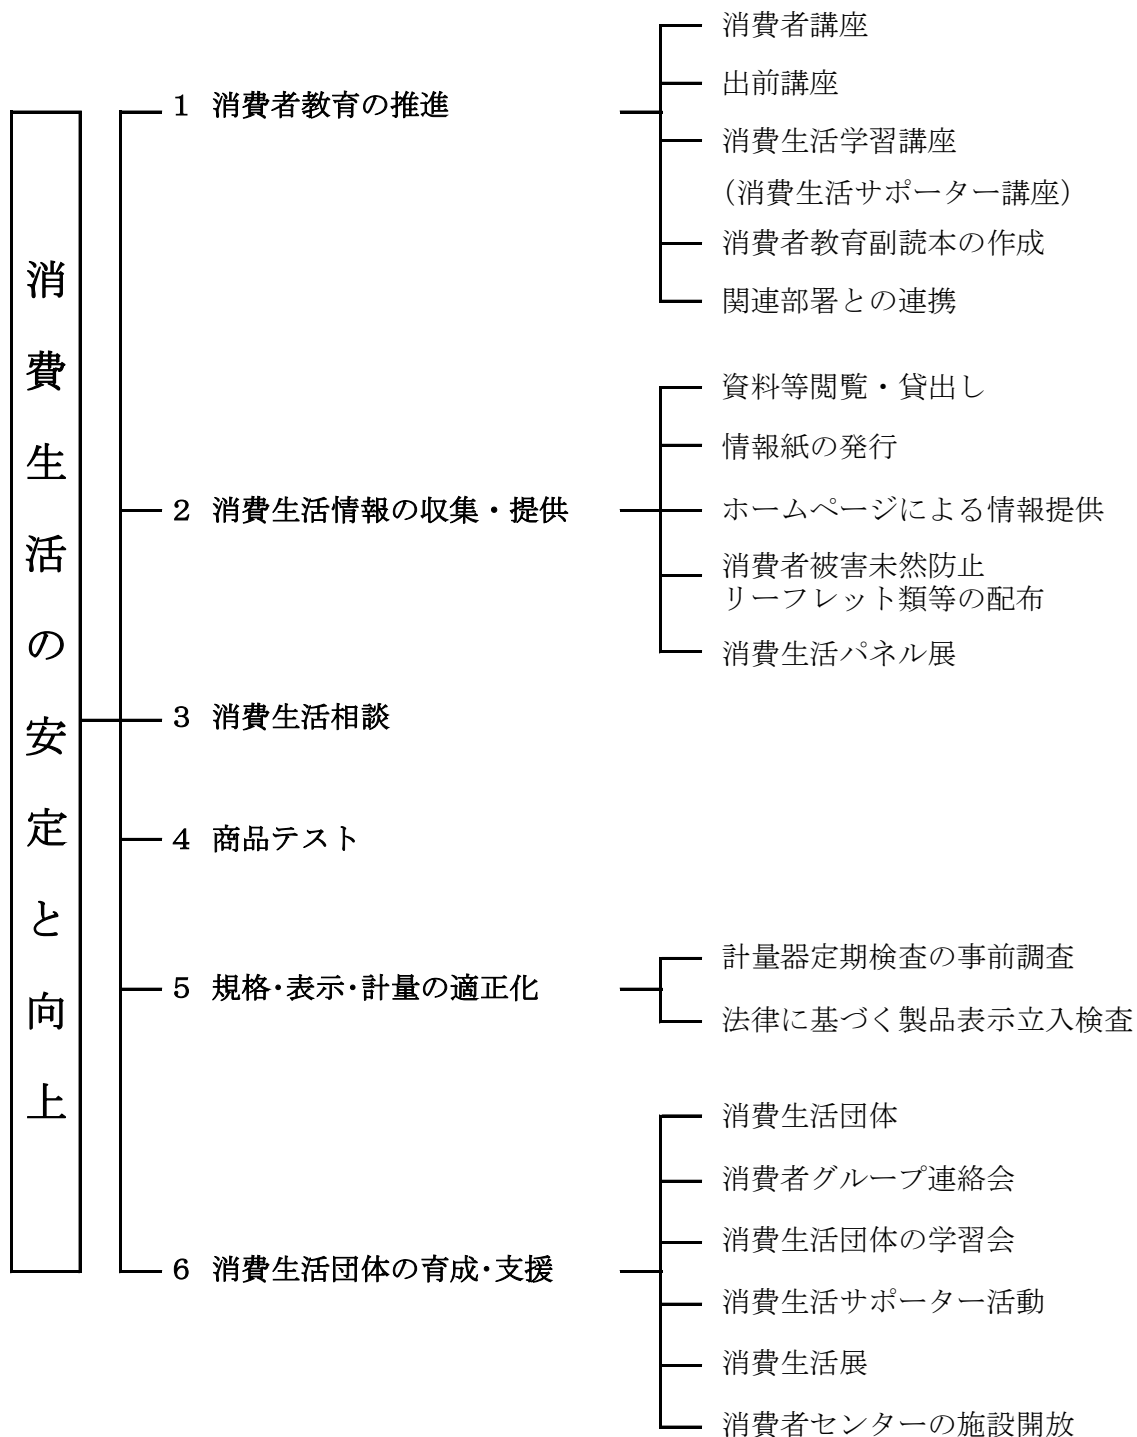 消費生活の安定と向上
1 消費者教育の推進
消費者講座
出前講座
消費生活学習講座
(消費生活サポーター講座)
消費者教育副読本の作成
関連部署との連携
2 消費生活情報の収集・提供
資料等閲覧・貸出し
情報紙の発行
ホームページによる情報提供
消費者被害未然防止
リーフレット類等の配布
消費生活パネル展
3 消費生活相談
4 商品テスト
5 規格・表示・計量の適正化
計量器定期検査の事前調査
法律に基づく製品表示立入検査
6 消費生活団体の育成・支援
消費生活団体
消費者グループ連絡会
消費生活団体の学習会
消費生活サポーター活動
消費生活展
消費者センターの施設開放